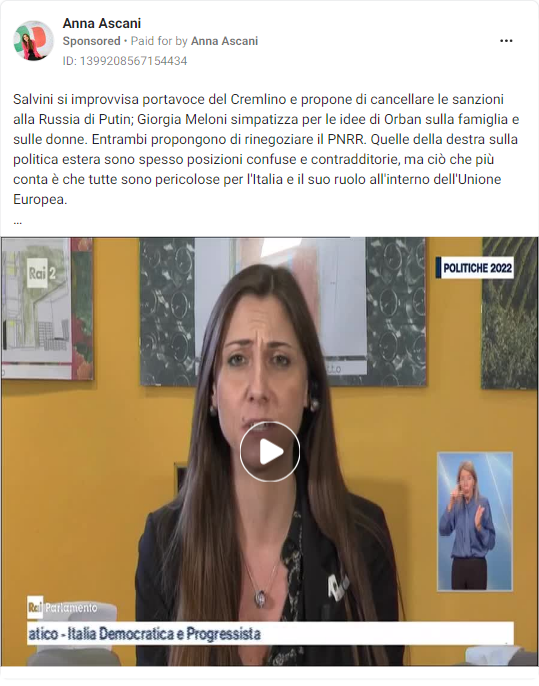 Anna Ascani
Sponsored • Paid for by Anna Ascani
ID: 1399208567154434
Salvini si improvvisa portavoce del Cremlino e propone di cancellare le sanzioni
alla Russia di Putin; Giorgia Meloni simpatizza per le idee di Orban sulla famiglia e
sulle donne. Entrambi propongono di rinegoziare il PNRR. Quelle della destra sulla
politica estera sono spesso posizioni confuse e contradditorie, ma ciò che più
conta è che tutte sono pericolose per l'Italia e il suo ruolo all'interno dell'Unione
Europea.
...
Rai 2
POLITICHE 2022
Rai Parlamento
atico - Italia Democratica e Progressista